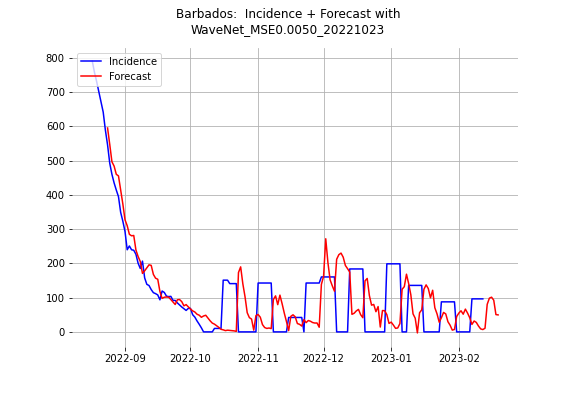 Barbados:  Incidence + Forecast with
WaveNet_MSE0.0050_20221023
Incidence
Forecast
800
700
600
500
400
300
200
100
0
2022-09 2022-10 2022-11 2022-12 2023-01 2023-02